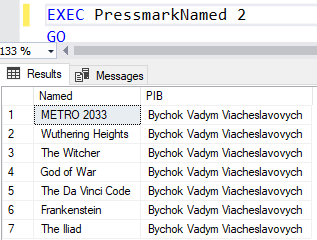 EXEC PressmarkNamed 2
GO
133 %
Results Messages
Named PIB
1 METRO 2033 Bychok Vadym Viacheslavovych
2 Wuthering Heights Bychok Vadym Viacheslavovych
3 The Witcher Bychok Vadym Viacheslavovych
4 God of War Bychok Vadym Viacheslavovych
5 The Da Vinci Code Bychok Vadym Viacheslavovych
6 Frankenstein Bychok Vadym Viacheslavovych
7 The Iliad Bychok Vadym Viacheslavovych